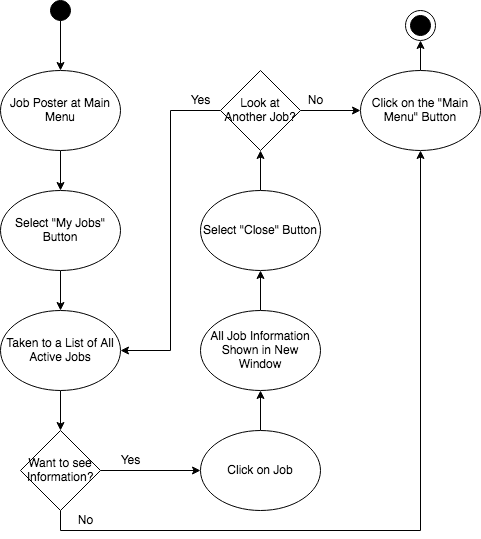 Job Poster at Main
Menu
Select "My Jobs"
Button
Taken to a List of All
Active Jobs
Want to see
Information?
Yes
No
Click on Job
All Job Information
Shown in New
Window
Select "Close" Button
Look at
Another Job?
Yes
No
Click on the "Main
Menu" Button